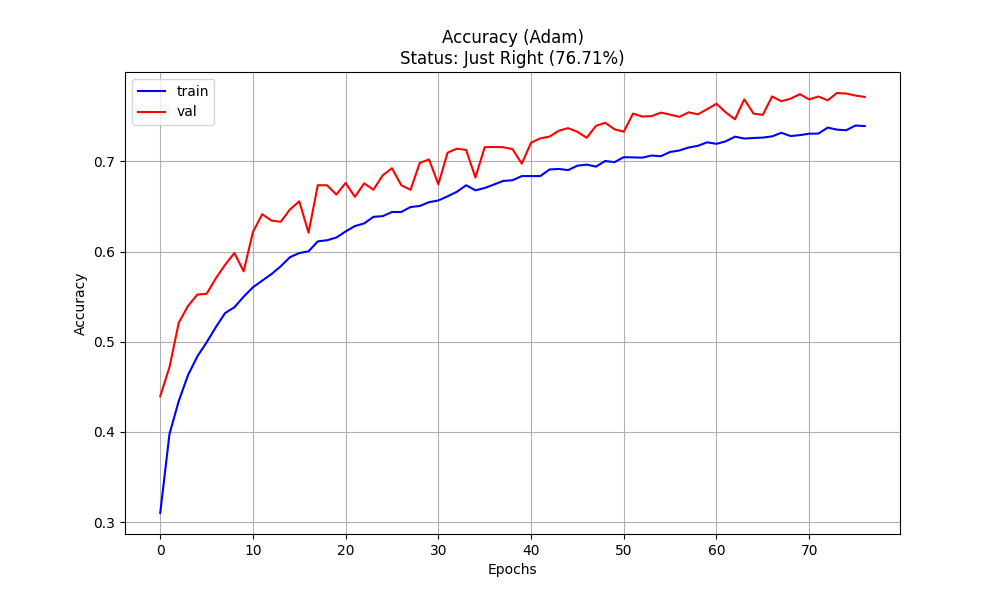 Accuracy (Adam)
Status: Just Right (76.71%)
train
val
Accuracy
0.7
0.6
0.5
0.4
0.3
0 10 20 30 40 50 60 70
Epochs